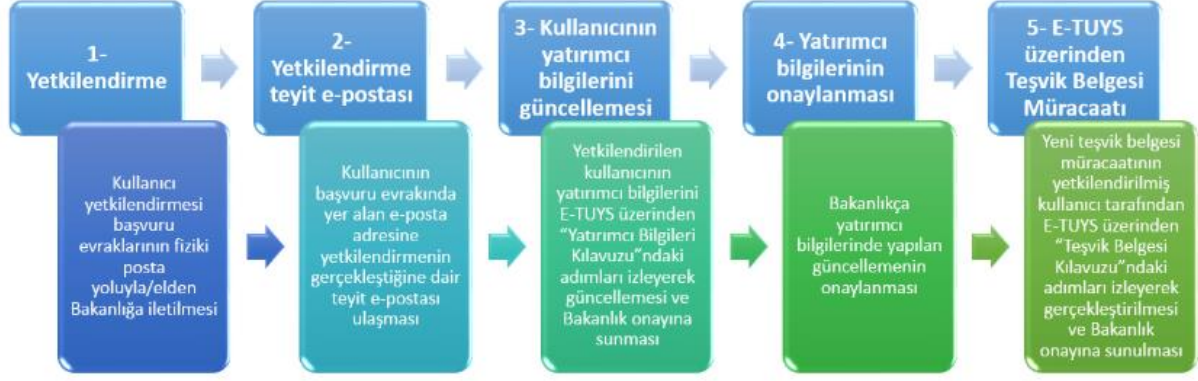 1-
Yetkilendirme
Kullanıcı
yetkilendirmesi
başvuru
evraklarının fiziki
posta
yoluyla/elden
Bakanlığa iletilmesi
2-
Yetkilendirme
teyit e-postası
Kullanıcının
başvuru evrakında
yer alan e-posta
adresine
yetkilendirmenin
gerçekleştiğine dair
teyit e-postası
ulaşması
3- Kullanıcının
yatırımcı
bilgilerini
güncellemesi
Yetkilendirilen
kullanıcının
yatırımcı bilgilerini
E-TUYS üzerinden
“Yatırımcı Bilgileri
Kılavuzu”ndaki
adımları izleyerek
güncellemesi ve
Bakanlık onayına
sunması
4- Yatırımcı
bilgilerinin
onaylanması
Bakanlıkça
yatırımcı
bilgilerinde yapılan
güncellemenin
onaylanması
5- E-TUYS
üzerinden
Teşvik Belgesi
Müracaatı
Yeni teşvik belgesi
müracaatının
yetkilendirilmiş
kullanıcı tarafından
E-TUYS üzerinden
“Teşvik Belgesi
Kılavuzu”ndaki
adımları izleyerek
gerçekleştirilmesi
ve Bakanlık
onayına sunulması